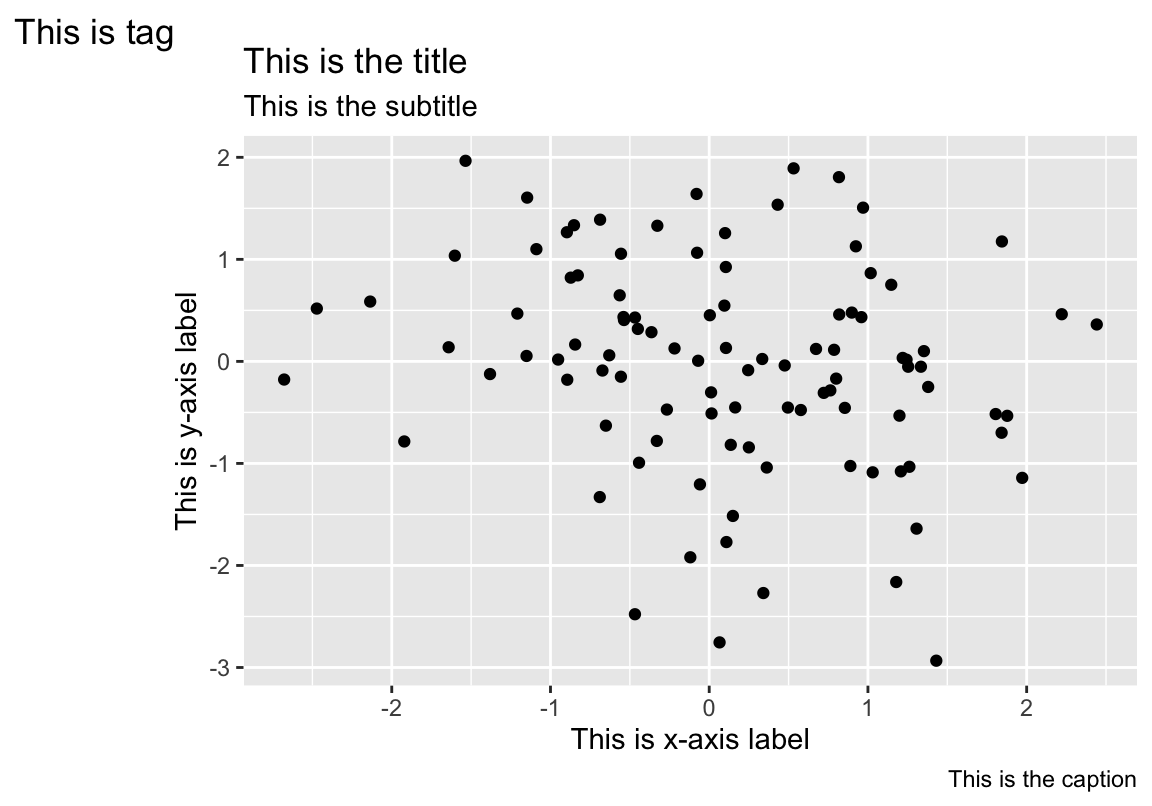 This is tag
This is the title
This is the subtitle
This is y-axis label
2
1
0
-1
-2
-3
-2 -1 0 1 2
This is x-axis label
This is the caption